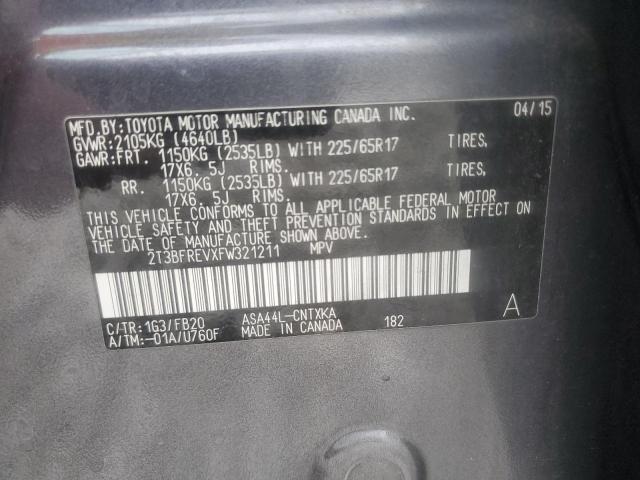 MFD.BY:TOYOTA MOTOR MANUFACTURING CANADA INC. 04/15
GVWR:2105KG (4640LB)
GAWR:FRT. 1150KG (2535LB) WITH 225/65R17 TIRES,
17X6. 5J RIMS.
RR. 1150KG (2535LB) WITH 225/65R17 TIRES,
17X6. 5J RIMS.
THIS VEHICLE CONFORMS TO ALL APPLICABLE FEDERAL MOTOR
VEHICLE SAFETY AND THEFT PREVENTION STANDARDS IN EFFECT ON
THE DATE OF MANUFACTURE SHOWN ABOVE.
2T3BFREVXFW321211 MPV
C/TR:1G3/FB20 ASA44L-CNTXKA 182 A
A/TM:-01A/U760F MADE IN CANADA